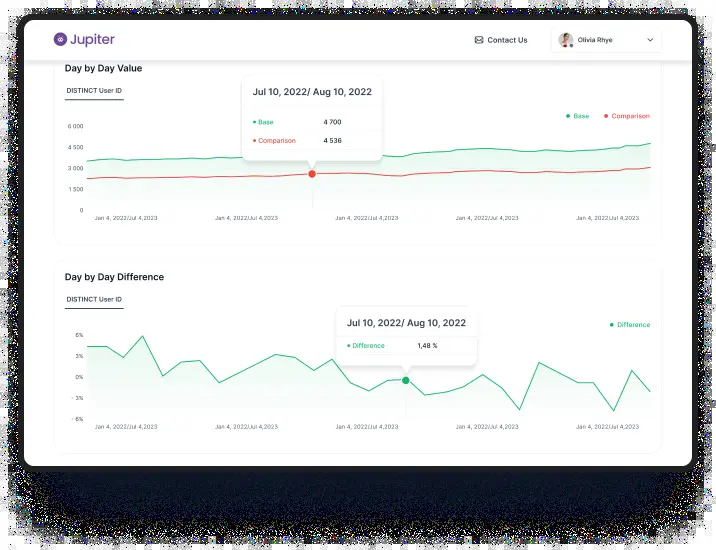 Jupiter
Contact Us
Olivia Rhye
Day by Day Value
DISTINCT User ID
Jul 10, 2022/ Aug 10, 2022
Base 4 700
Comparison 4 536
Base Comparison
6 000
4 500
3 000
1 500
0
Jan 4, 2022/Jul 4,2023 Jan 4, 2022/Jul 4,2023 Jan 4, 2022/Jul 4,2023 Jan 4, 2022/Jul 4,2023 Jan 4, 2022/Jul 4,2023
Day by Day Difference
DISTINCT User ID
Jul 10, 2022/ Aug 10, 2022
Difference 1,48 %
Difference
6%
3%
0%
- 3%
- 6%
Jan 4, 2022/Jul 4,2023 Jan 4, 2022/Jul 4,2023 Jan 4, 2022/Jul 4,2023 Jan 4, 2022/Jul 4,2023 Jan 4, 2022/Jul 4,2023